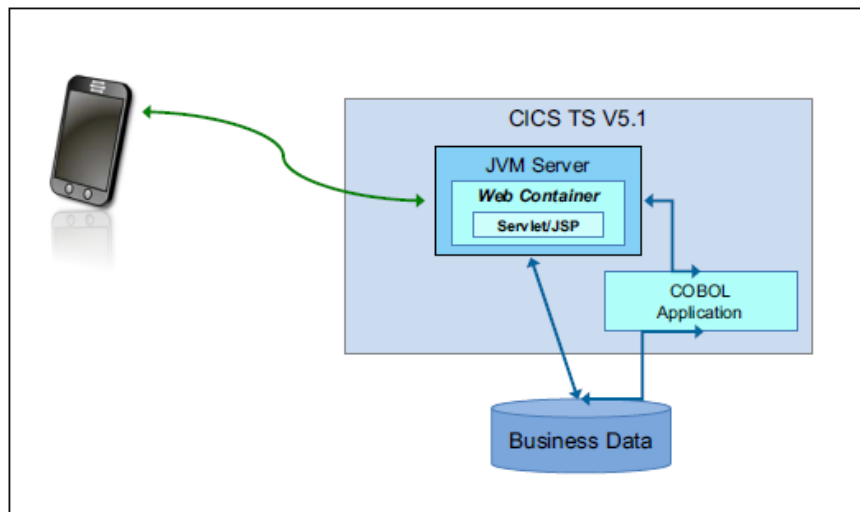 CICS TS V5.1
JVM Server
Web Container
Servlet/JSP
COBOL
Application
Business Data